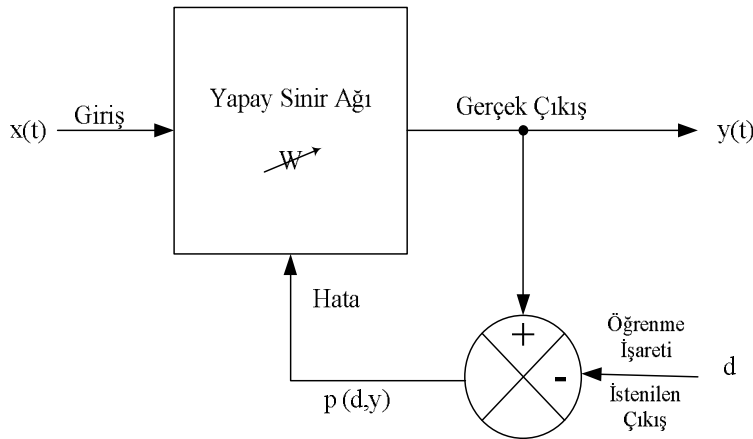 Yapay Sinir Ağı
Gerçek Çıkış
x(t)
Giriş
y(t)
W
Hata
+
-
Öğrenme
İşareti
d
İstenilen
Çıkış
p (d,y)